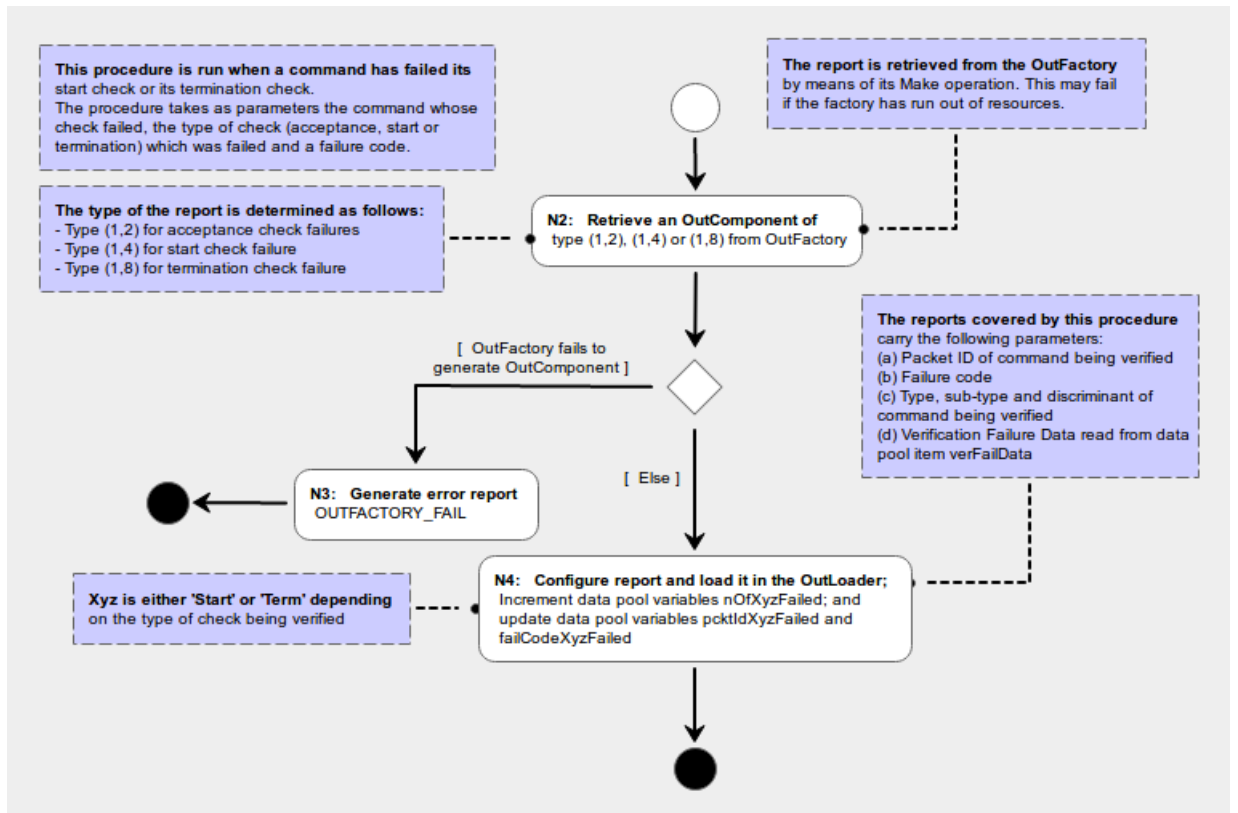 This procedure is run when a command has failed its
start check or its termination check.
The procedure takes as parameters the command whose
check failed, the type of check (acceptance, start or
termination) which was failed and a failure code.
The report is retrieved from the OutFactory
by means of its Make operation. This may fail
if the factory has run out of resources.
The type of the report is determined as follows:
- Type (1,2) for acceptance check failures
- Type (1,4) for start check failure
- Type (1,8) for termination check failure
N2: Retrieve an OutComponent of
type (1,2), (1,4) or (1,8) from OutFactory
The reports covered by this procedure
carry the following parameters:
(a) Packet ID of command being verified
(b) Failure code
(c) Type, sub-type and discriminant of
command being verified
(d) Verification Failure Data read from data
pool item verFailData
[ OutFactory fails to
generate OutComponent ]
[ Else ]
N3: Generate error report
OUTFACTORY_FAIL
N4: Configure report and load it in the OutLoader;
Increment data pool variables nOfXyzFailed; and
update data pool variables pcktIdXyzFailed and
failCodeXyzFailed
Xyz is either 'Start' or 'Term' depending
on the type of check being verified